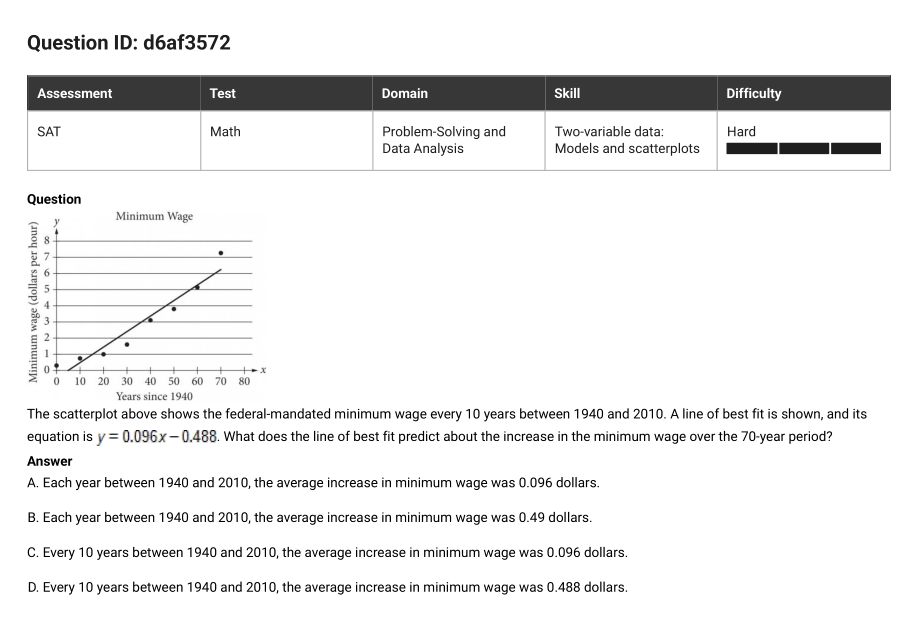 Question ID: d6af3572
Assessment Test Domain Skill Difficulty
SAT Math Problem-Solving and Two-variable data: Hard
Data Analysis Models and scatterplots
Question
Minimum Wage
y
Minimum wage (dollars per hour)
8
7
6
5
4
3
2
1
0
x
0 10 20 30 40 50 60 70 80
Years since 1940
The scatterplot above shows the federal-mandated minimum wage every 10 years between 1940 and 2010. A line of best fit is shown, and its
equation is y = 0.096x – 0.488. What does the line of best fit predict about the increase in the minimum wage over the 70-year period?
Answer
A. Each year between 1940 and 2010, the average increase in minimum wage was 0.096 dollars.
B. Each year between 1940 and 2010, the average increase in minimum wage was 0.49 dollars.
C. Every 10 years between 1940 and 2010, the average increase in minimum wage was 0.096 dollars.
D. Every 10 years between 1940 and 2010, the average increase in minimum wage was 0.488 dollars.